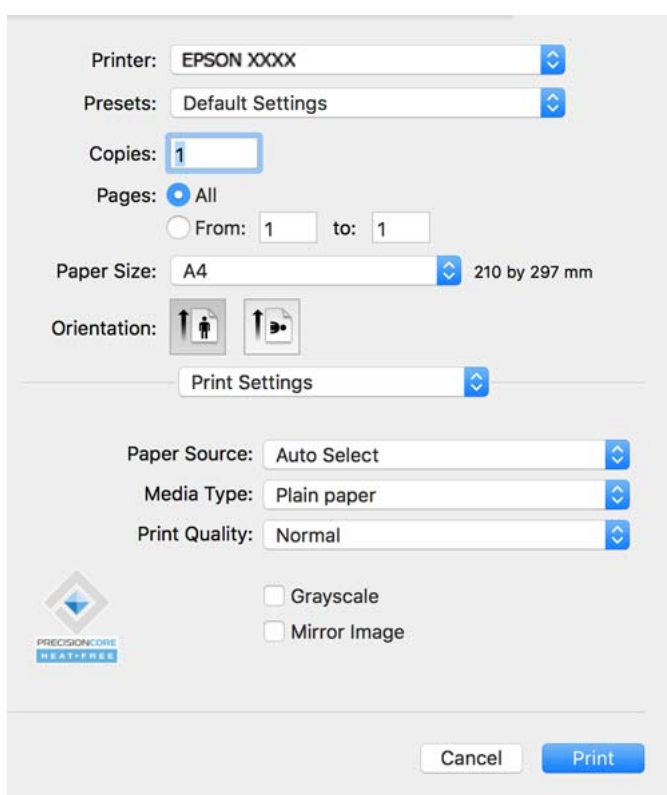 Printer: EPSON XXXX
Presets: Default Settings
Copies: 1
Pages: All
From: 1 to: 1
Paper Size: A4 210 by 297 mm
Orientation:
Print Settings
Paper Source: Auto Select
Media Type: Plain paper
Print Quality: Normal
Grayscale
Mirror Image
PRECISIONCORE
HEAT-FREE
Cancel Print